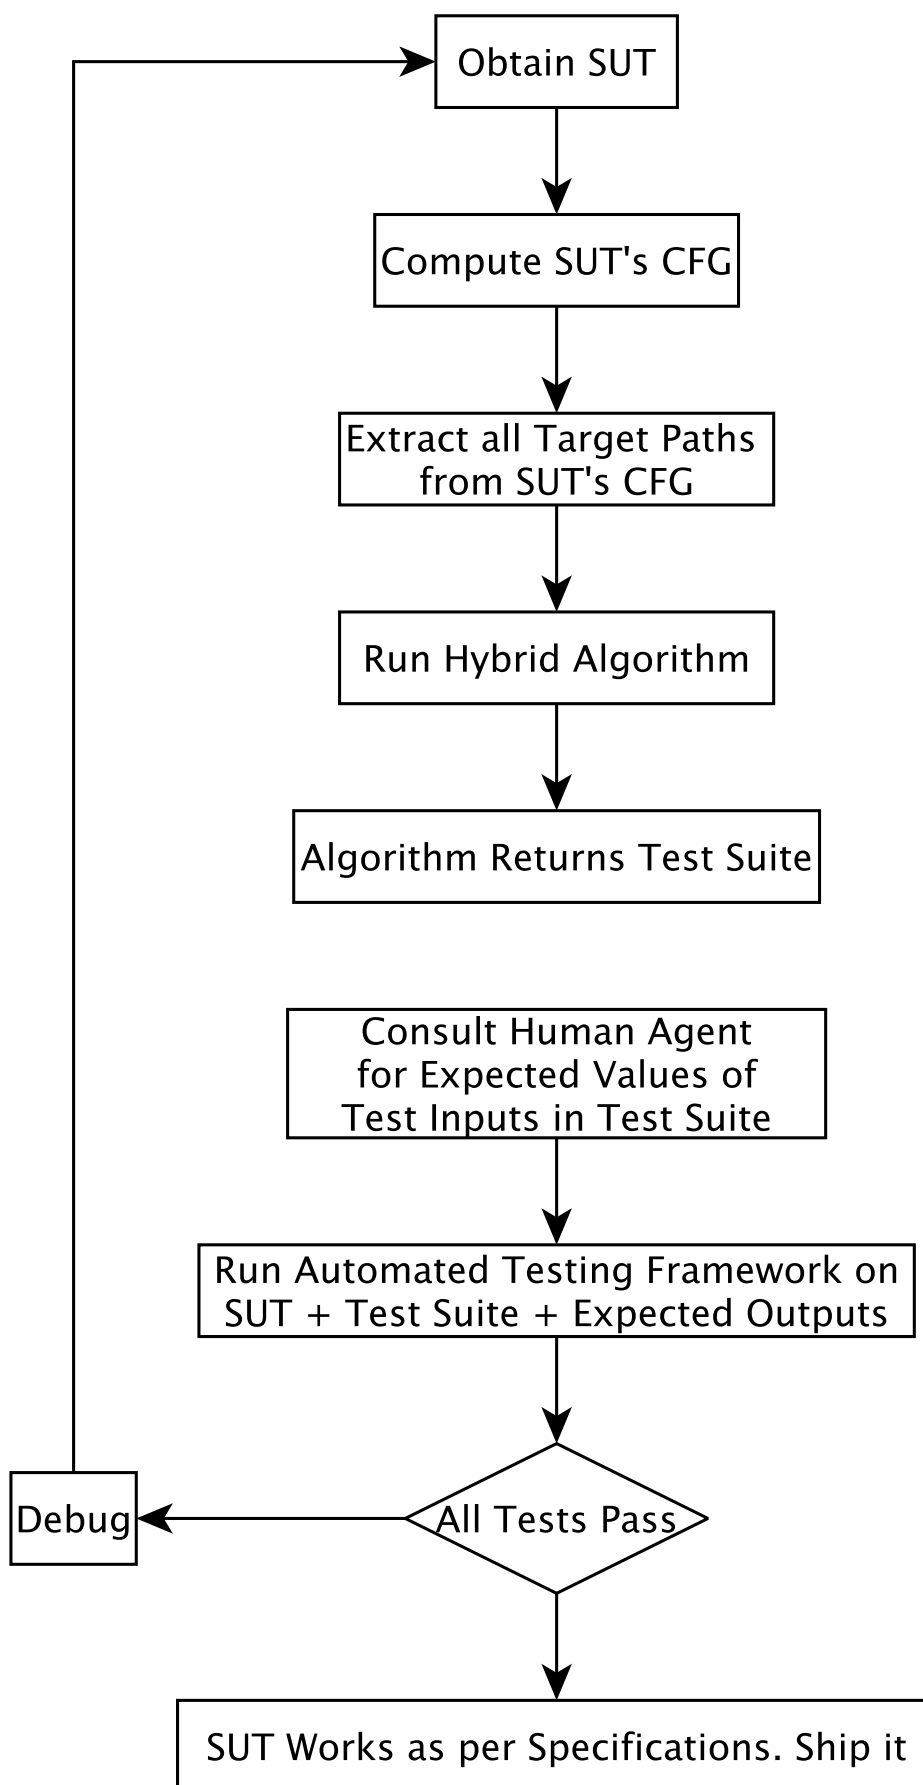 Obtain SUT
Compute SUT's CFG
Extract all Target Paths
from SUT's CFG
Run Hybrid Algorithm
Algorithm Returns Test Suite
Consult Human Agent
for Expected Values of
Test Inputs in Test Suite
Run Automated Testing Framework on
SUT + Test Suite + Expected Outputs
All Tests Pass
Debug
SUT Works as per Specifications. Ship it